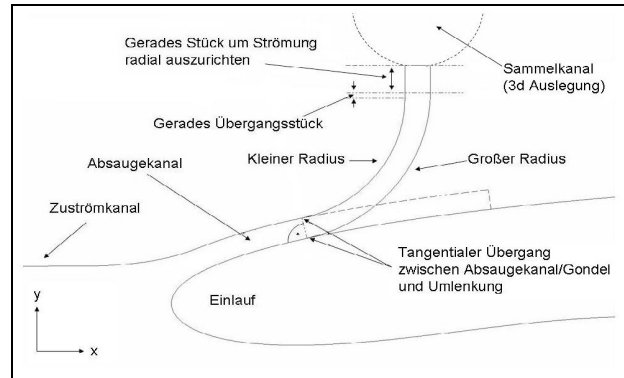 Gerades Stück um Strömung
radial auszurichten
Sammelkanal
(3d Auslegung)
Gerades Übergangsstück
Kleiner Radius
Großer Radius
Absaugekanal
Zuströmkanal
Tangentialer Übergang
zwischen Absaugekanal/Gondel
und Umlenkung
Einlauf
y
x